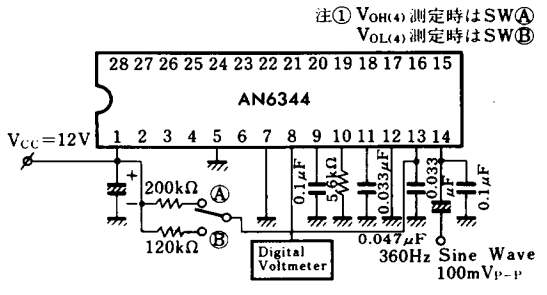 注① VOH(4) 測定時はSWⒶ
VOL(4) 測定時はSWⒷ
28 27 26 25 24 23 22 21 20 19 18 17 16 15
AN6344
VCC=12V
1 2 3 4 5 6 7 8 9 10 11 12 13 14
+
−
200kΩ
Ⓐ
120kΩ
Ⓑ
0.1μF
5.6kΩ
0.033μF
0.047μF
0.033μF
0.1μF
Digital
Voltmeter
360Hz Sine Wave
100mVP-P